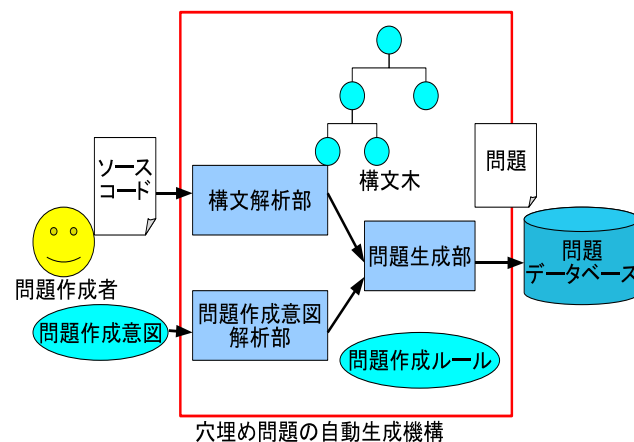 ソース
コード
構文木
問題
構文解析部
問題生成部
問題
データベース
問題作成者
問題作成意図
問題作成意図
解析部
問題作成ルール
穴埋め問題の自動生成機構